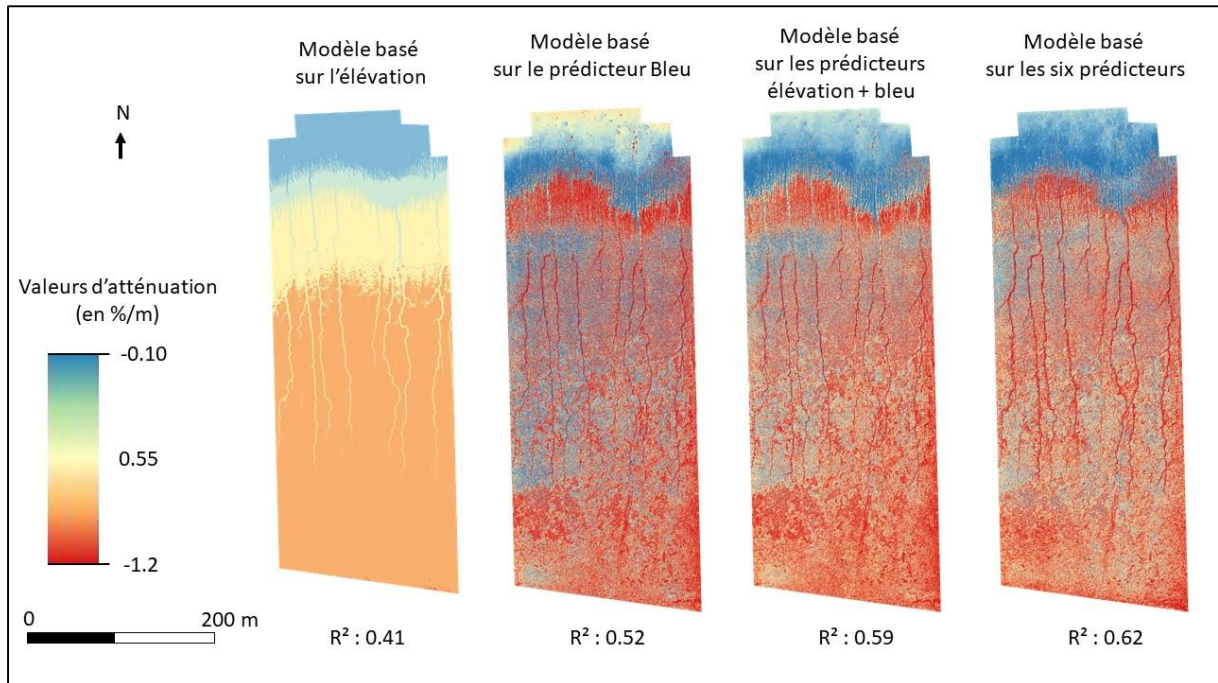 Modèle basé
sur l'élévation
Modèle basé
sur le prédicteur Bleu
Modèle basé
sur les prédicteurs
élévation + bleu
Modèle basé
sur les six prédicteurs
N
Valeurs d'atténuation
(en %/m)
-0.10
0.55
-1.2
0 200 m
R² : 0.41
R² : 0.52
R² : 0.59
R² : 0.62